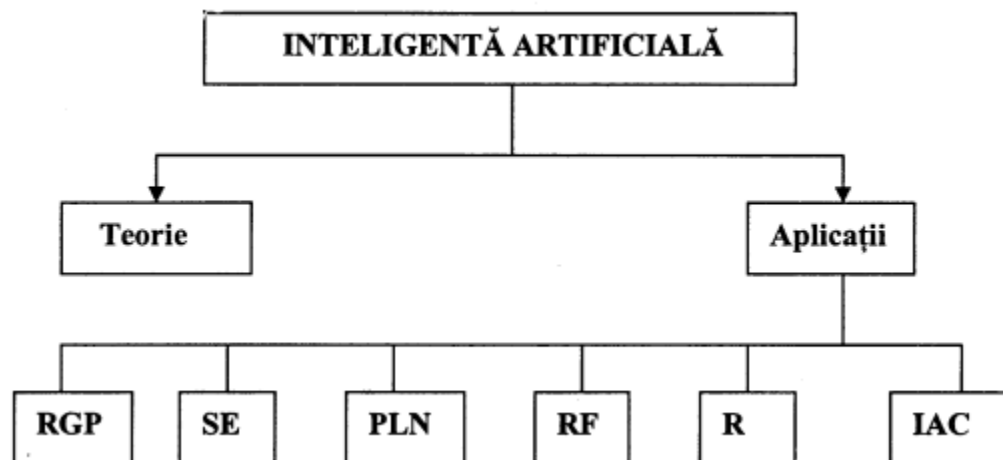 INTELIGENTĂ ARTIFICIALĂ
Teorie
Aplicații
RGP
SE
PLN
RF
R
IAC